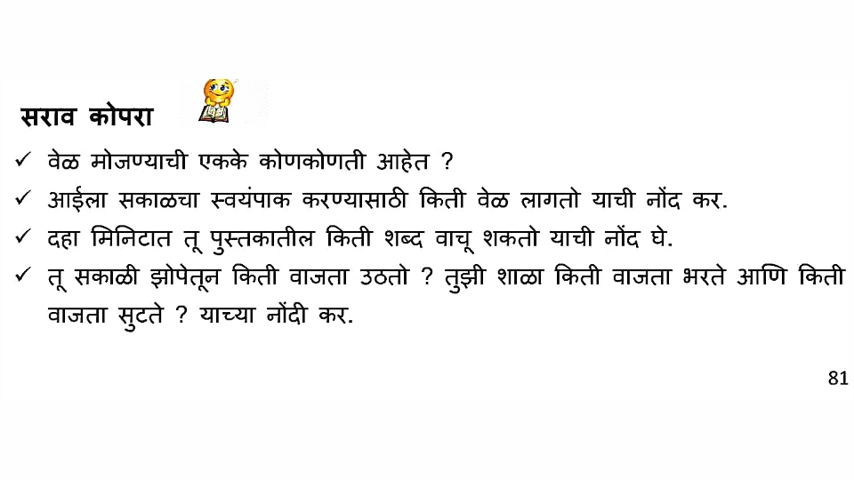 सराव कोपरा
✓ वेळ मोजण्याची एकके कोणकोणती आहेत ?
✓ आईला सकाळचा स्वयंपाक करण्यासाठी किती वेळ लागतो याची नोंद कर.
✓ दहा मिनिटात तू पुस्तकातील किती शब्द वाचू शकतो याची नोंद घे.
✓ तू सकाळी झोपेतून किती वाजता उठतो ? तुझी शाळा किती वाजता भरते आणि किती
वाजता सुटते ? याच्या नोंदी कर.
81